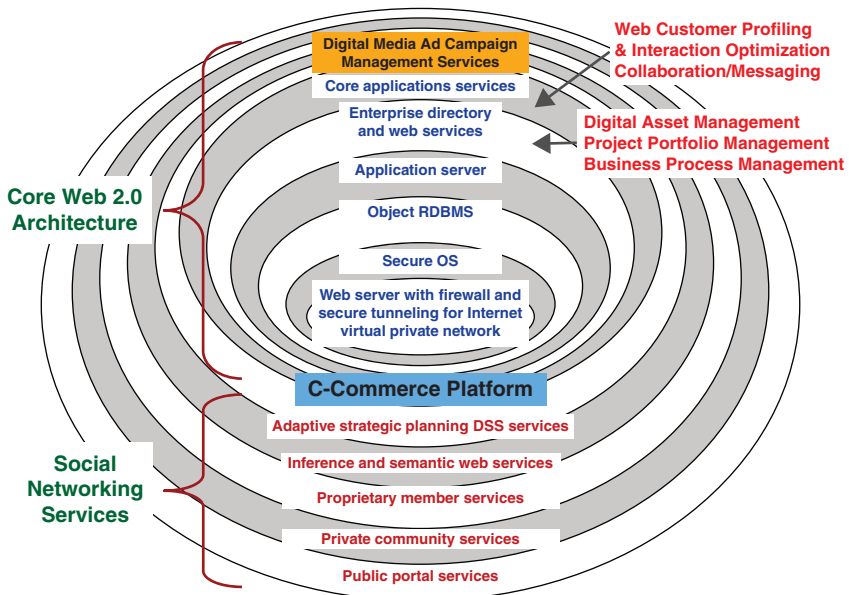 Digital Media Ad Campaign
Management Services
Core applications services
Enterprise directory
and web services
Application server
Object RDBMS
Secure OS
Web server with firewall and
secure tunneling for Internet
virtual private network
Web Customer Profiling
& Interaction Optimization
Collaboration/Messaging
Digital Asset Management
Project Portfolio Management
Business Process Management
Core Web 2.0
Architecture
C-Commerce Platform
Adaptive strategic planning DSS services
Inference and semantic web services
Proprietary member services
Private community services
Public portal services
Social
Networking
Services